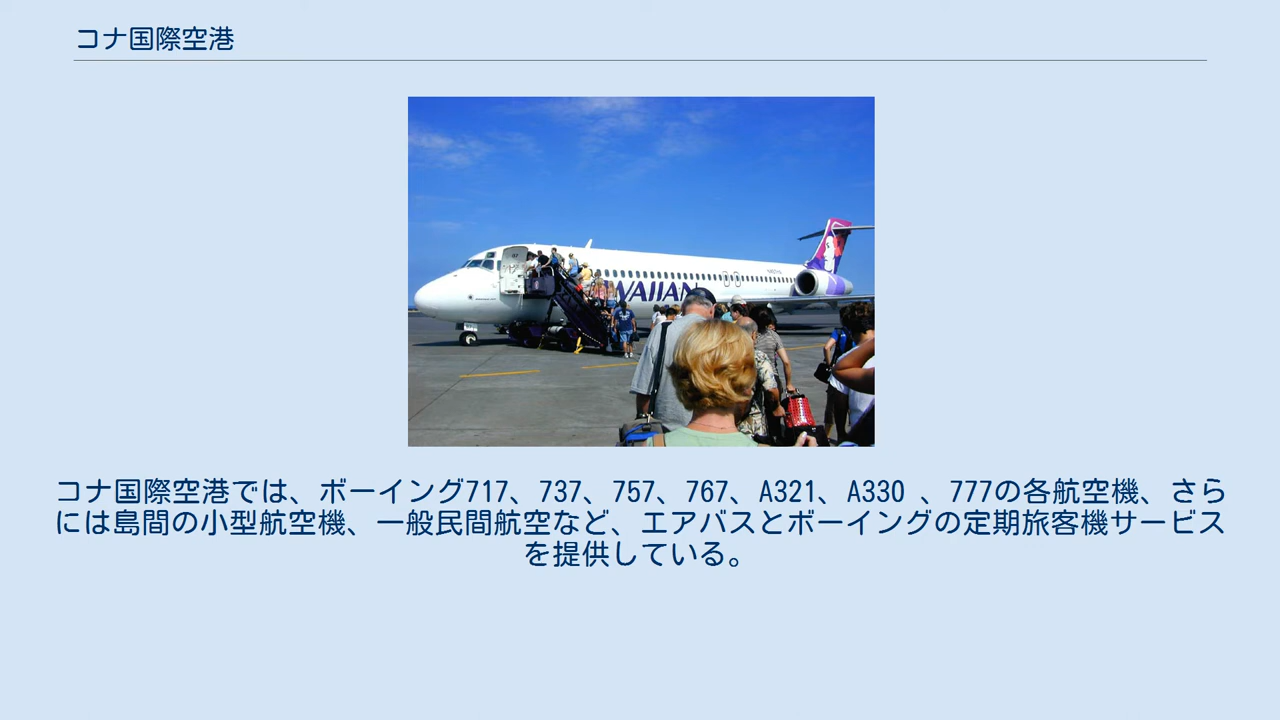 コナ国際空港
WAIIAN
コナ国際空港では、ボーイング717、737、757、767、A321、A330 、777の各航空機、さら
には島間の小型航空機、一般民間航空など、エアバスとボーイングの定期旅客機サービス
を提供している。